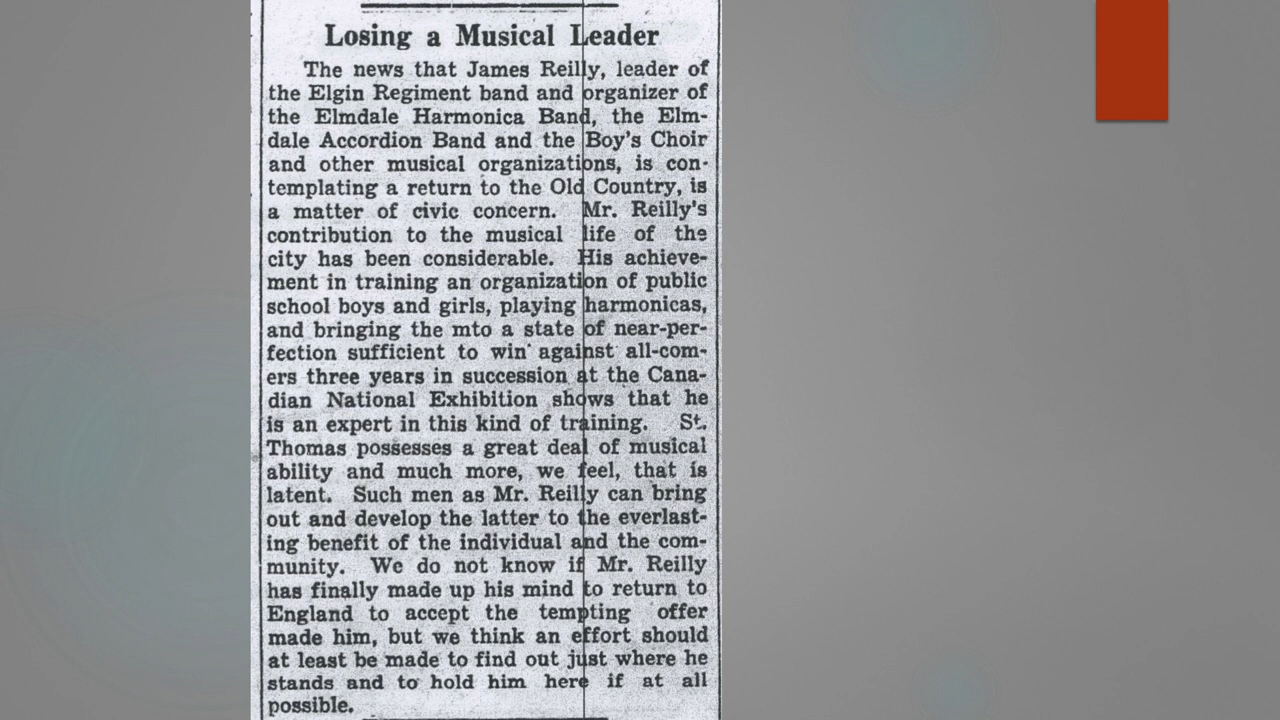 Losing a Musical Leader
The news that James Reilly, leader of
the Elgin Regiment band and organizer of
the Elmdale Harmonica Band, the Elm-
dale Accordion Band and the Boy's Choir
and other musical organizations, is con-
templating a return to the Old Country, is
a matter of civic concern. Mr. Reilly's
contribution to the musical life of the
city has been considerable. His achieve-
ment in training an organization of public
school boys and girls, playing harmonicas,
and bringing the mto a state of near-per-
fection sufficient to win against all-com-
ers three years in succession at the Cana-
dian National Exhibition shows that he
is an expert in this kind of training. St.
Thomas possesses a great deal of musical
ability and much more, we feel, that is
latent. Such men as Mr. Reilly can bring
out and develop the latter to the everlast-
ing benefit of the individual and the com-
munity. We do not know if Mr. Reilly
has finally made up his mind to return to
England to accept the tempting offer
made him, but we think an effort should
at least be made to find out just where he
stands and to hold him here if at all
possible.